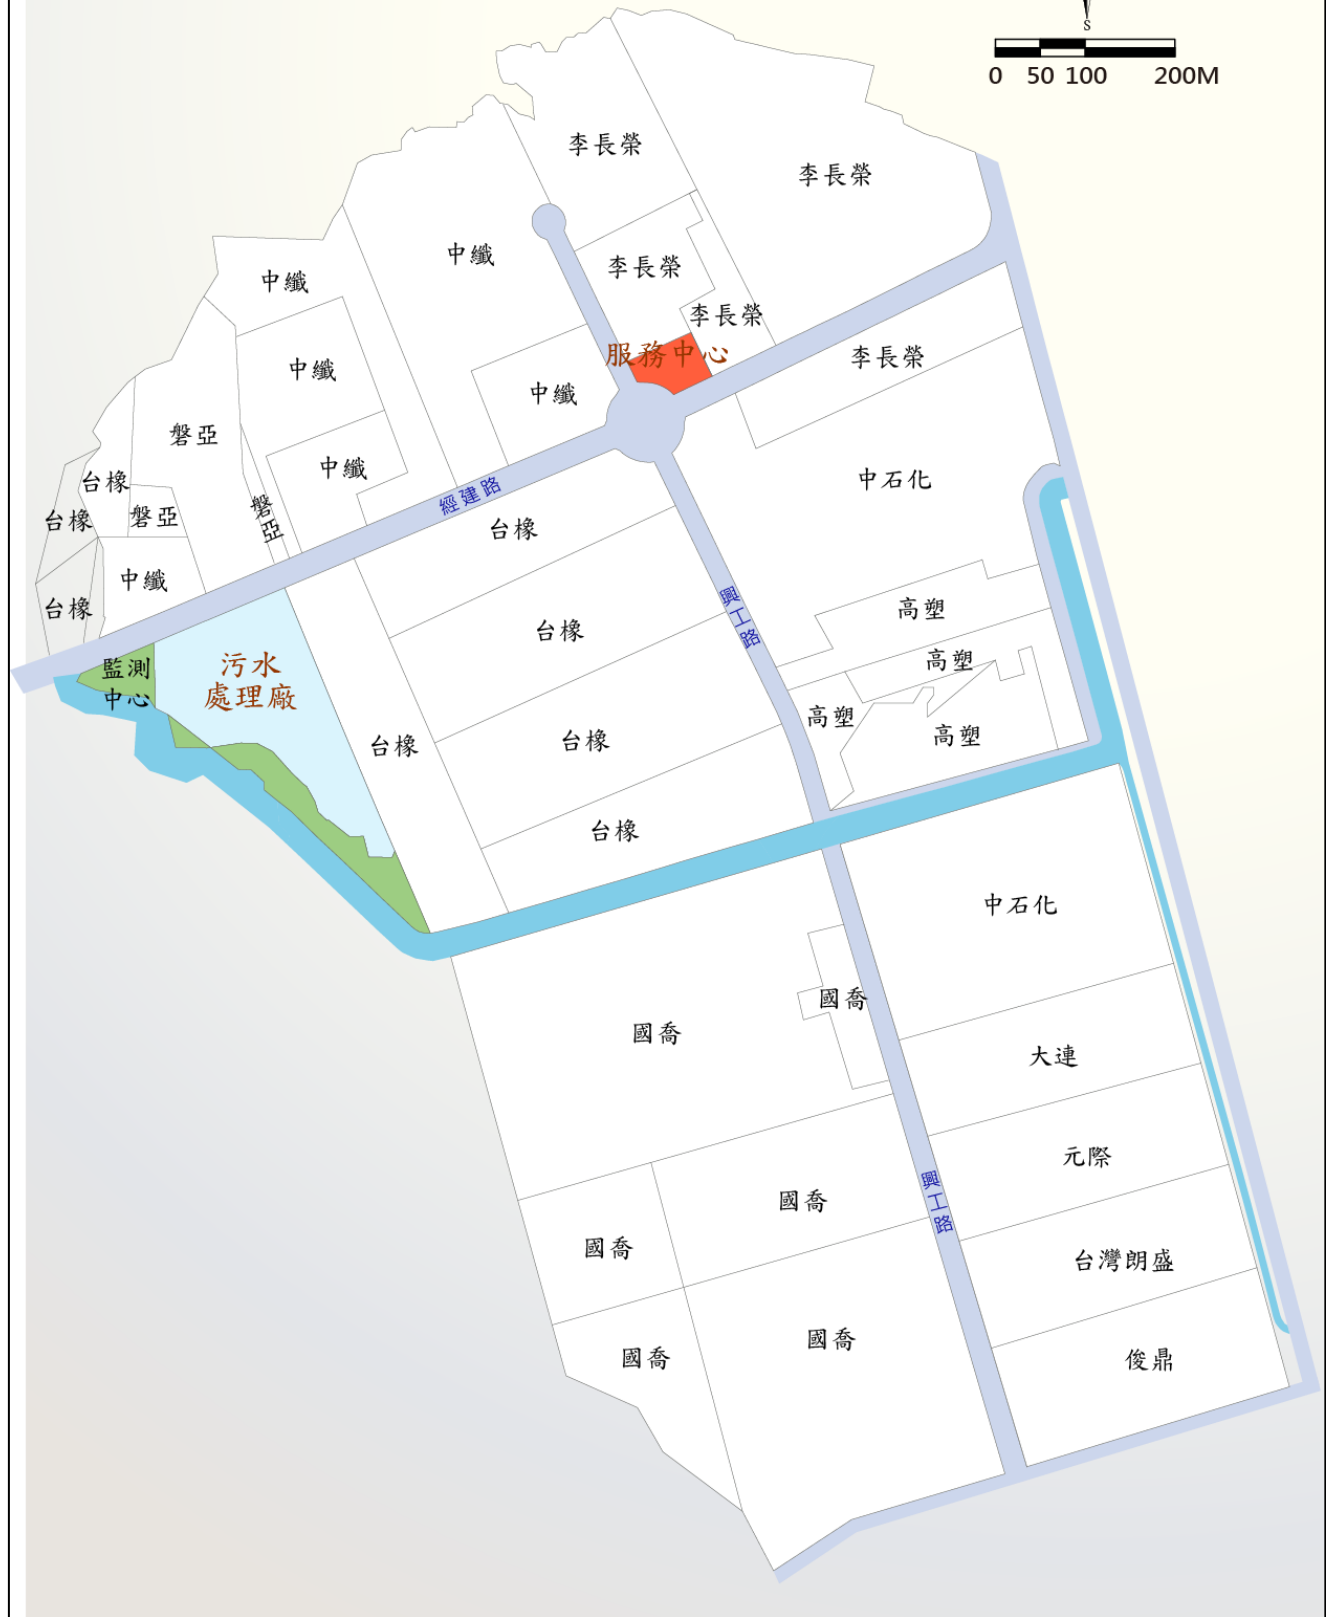 S
0 50 100 200M
李長榮
李長榮
中纖
中纖
李長榮
李長榮
服務中心
李長榮
中纖
中纖
磐亞
中纖
中石化
台橡
經建路
磐亞
台橡
磐亞
台橡
中纖
台橡
興工路
高塑
台橡
高塑
監測
中心
污水
處理廠
高塑
高塑
台橡
台橡
台橡
中石化
國喬
國喬
大連
元際
興工路
國喬
國喬
台灣朗盛
國喬
國喬
俊鼎